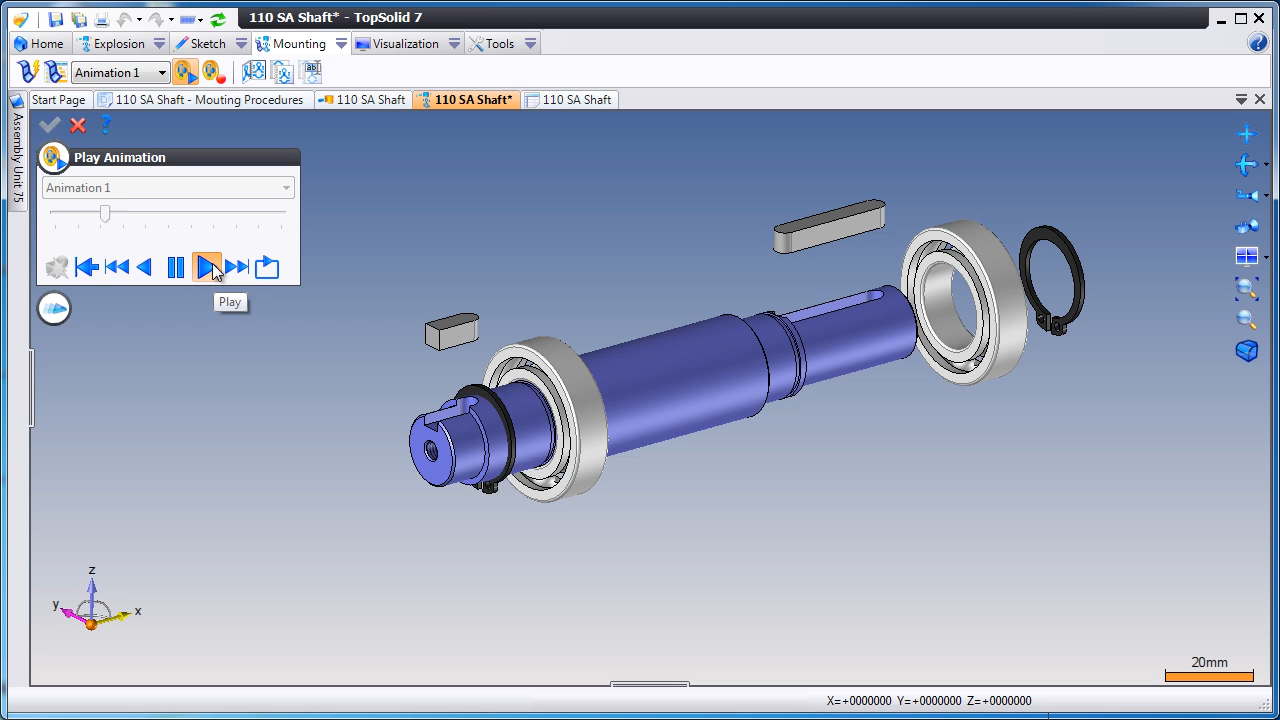 110 SA Shaft* - TopSolid 7
Home Explosion Sketch Mounting Visualization Tools
Animation 1
Start Page 110 SA Shaft - Mouting Procedures 110 SA Shaft 110 SA Shaft* 110 SA Shaft
Assembly Unit 75
Play Animation
Animation 1
Play
z
y
x
20mm
X=+0000000 Y=+0000000 Z=+0000000